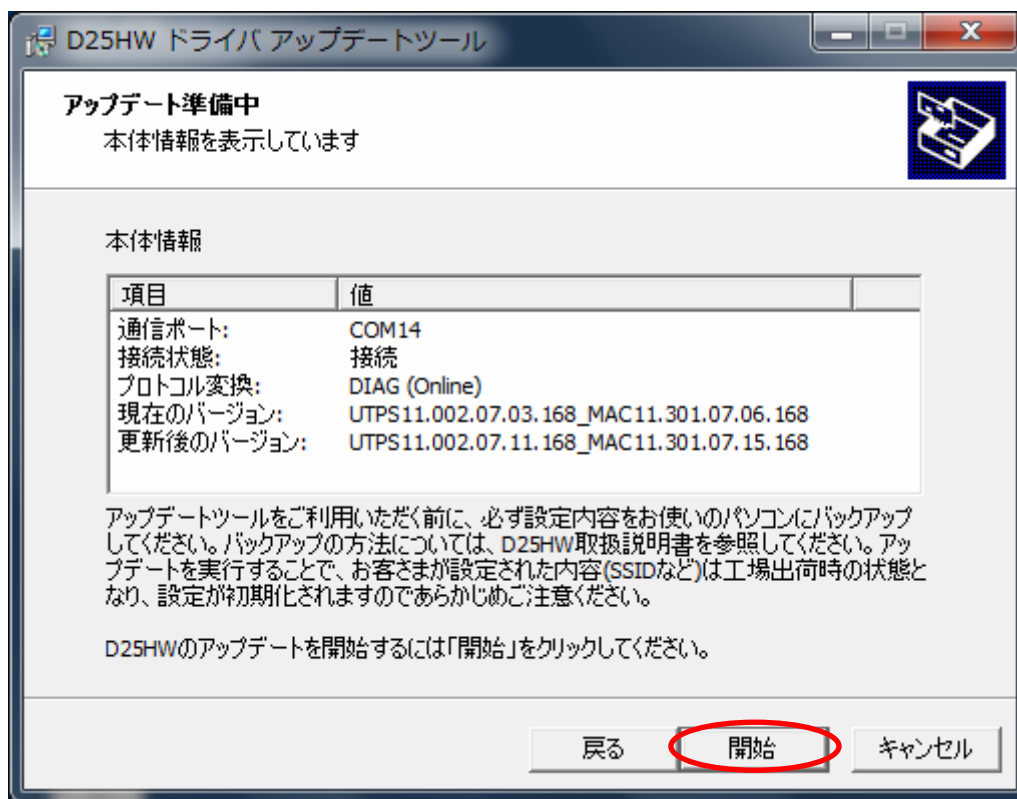 D25HW ドライバ アップデートツール
アップデート準備中
本体情報を表示しています
本体情報
項目 値
通信ポート: COM14
接続状態: 接続
プロトコル変換: DIAG (Online)
現在のバージョン: UTPS11.002.07.03.168_MAC11.301.07.06.168
更新後のバージョン: UTPS11.002.07.11.168_MAC11.301.07.15.168
アップデートツールをご利用いただく前に、必ず設定内容をお使いのパソコンにバックアップ
してください。バックアップの方法については、D25HW取扱説明書を参照してください。アッ
プデートを実行することで、お客さまが設定された内容(SSIDなど)は工場出荷時の状態と
なり、設定が初期化されますのであらかじめご注意ください。
D25HWのアップデートを開始するには「開始」をクリックしてください。
戻る 開始 キャンセル